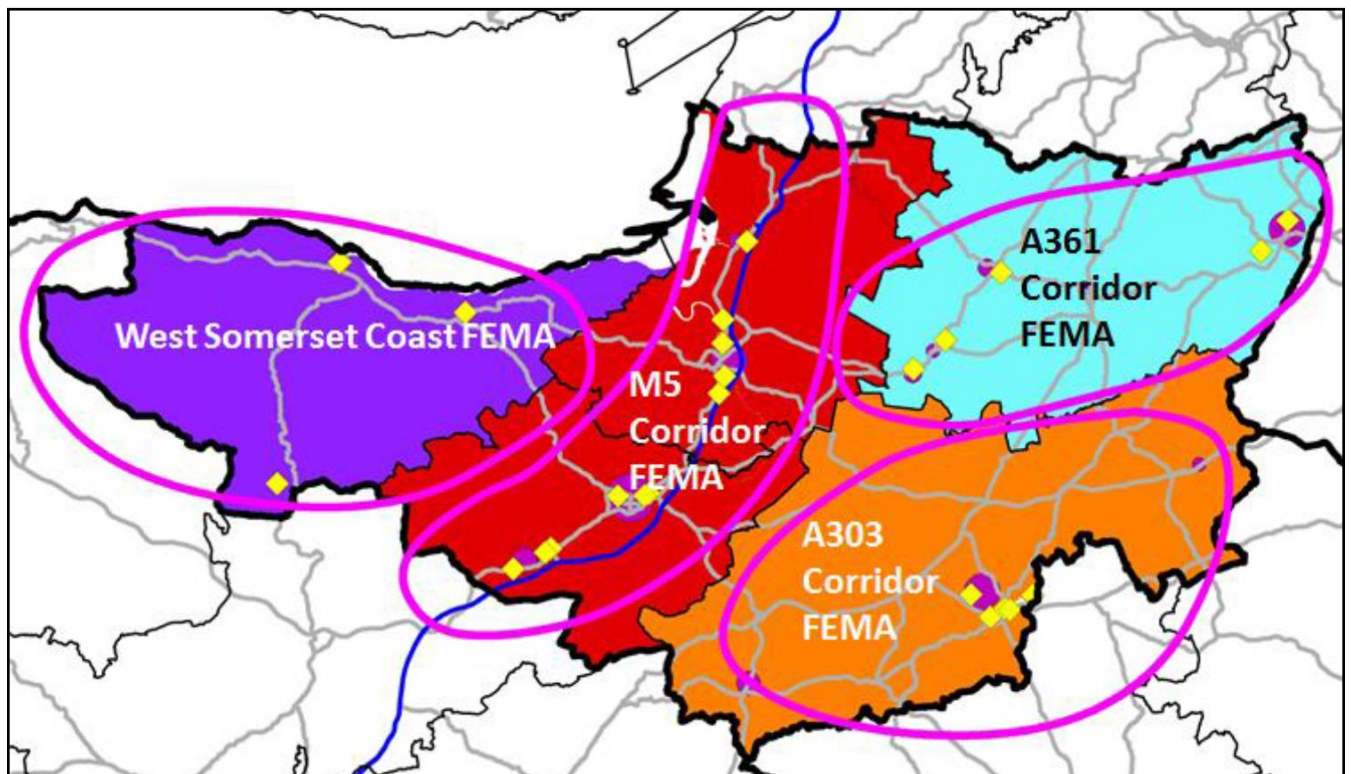 West Somerset Coast FEMA
M5
Corridor
FEMA
A361
Corridor
FEMA
A303
Corridor
FEMA